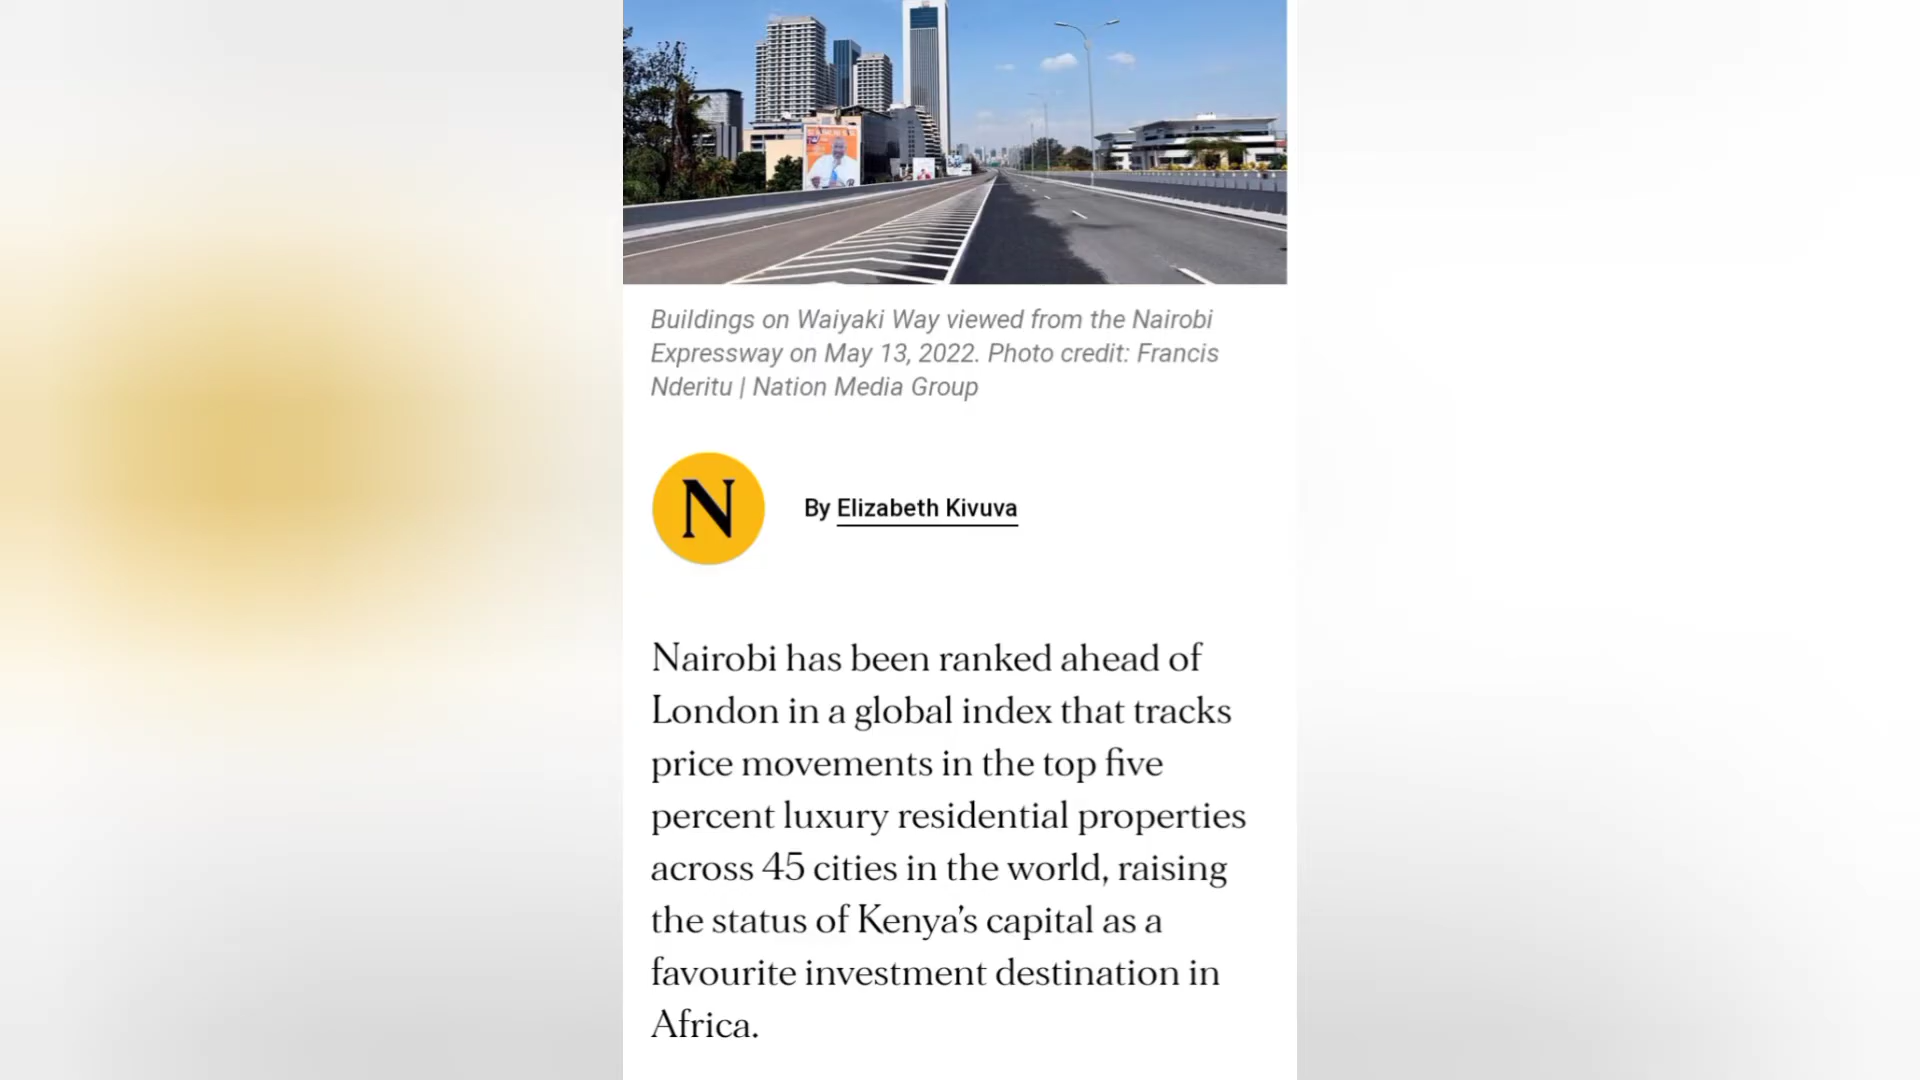 Buildings on Waiyaki Way viewed from the Nairobi
Expressway on May 13, 2022. Photo credit: Francis
Nderitu | Nation Media Group
N
By Elizabeth Kivuva
Nairobi has been ranked ahead of
London in a global index that tracks
price movements in the top five
percent luxury residential properties
across 45 cities in the world, raising
the status of Kenya’s capital as a
favourite investment destination in
Africa.